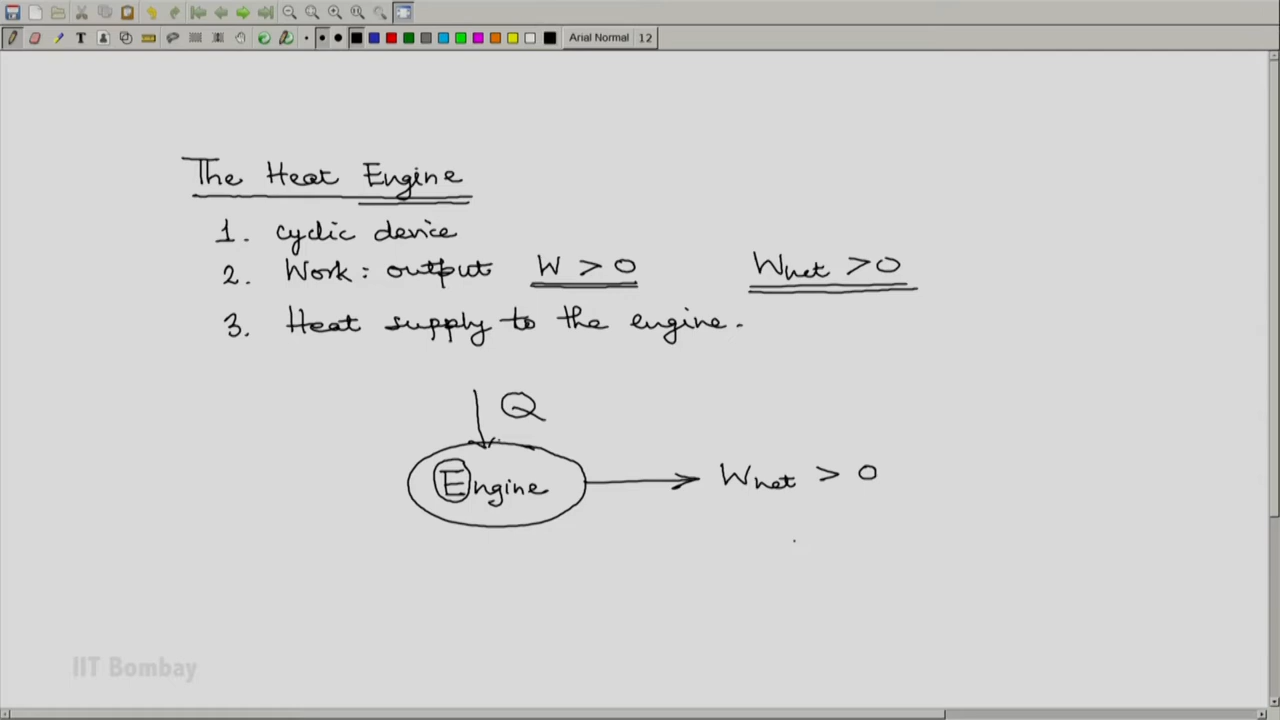 Arial Normal 12
The Heat Engine
1. cyclic device
2. Work: output W > 0 Wnet > 0
3. Heat supply to the engine.
Q
Engine Wnet > 0
IIT Bombay